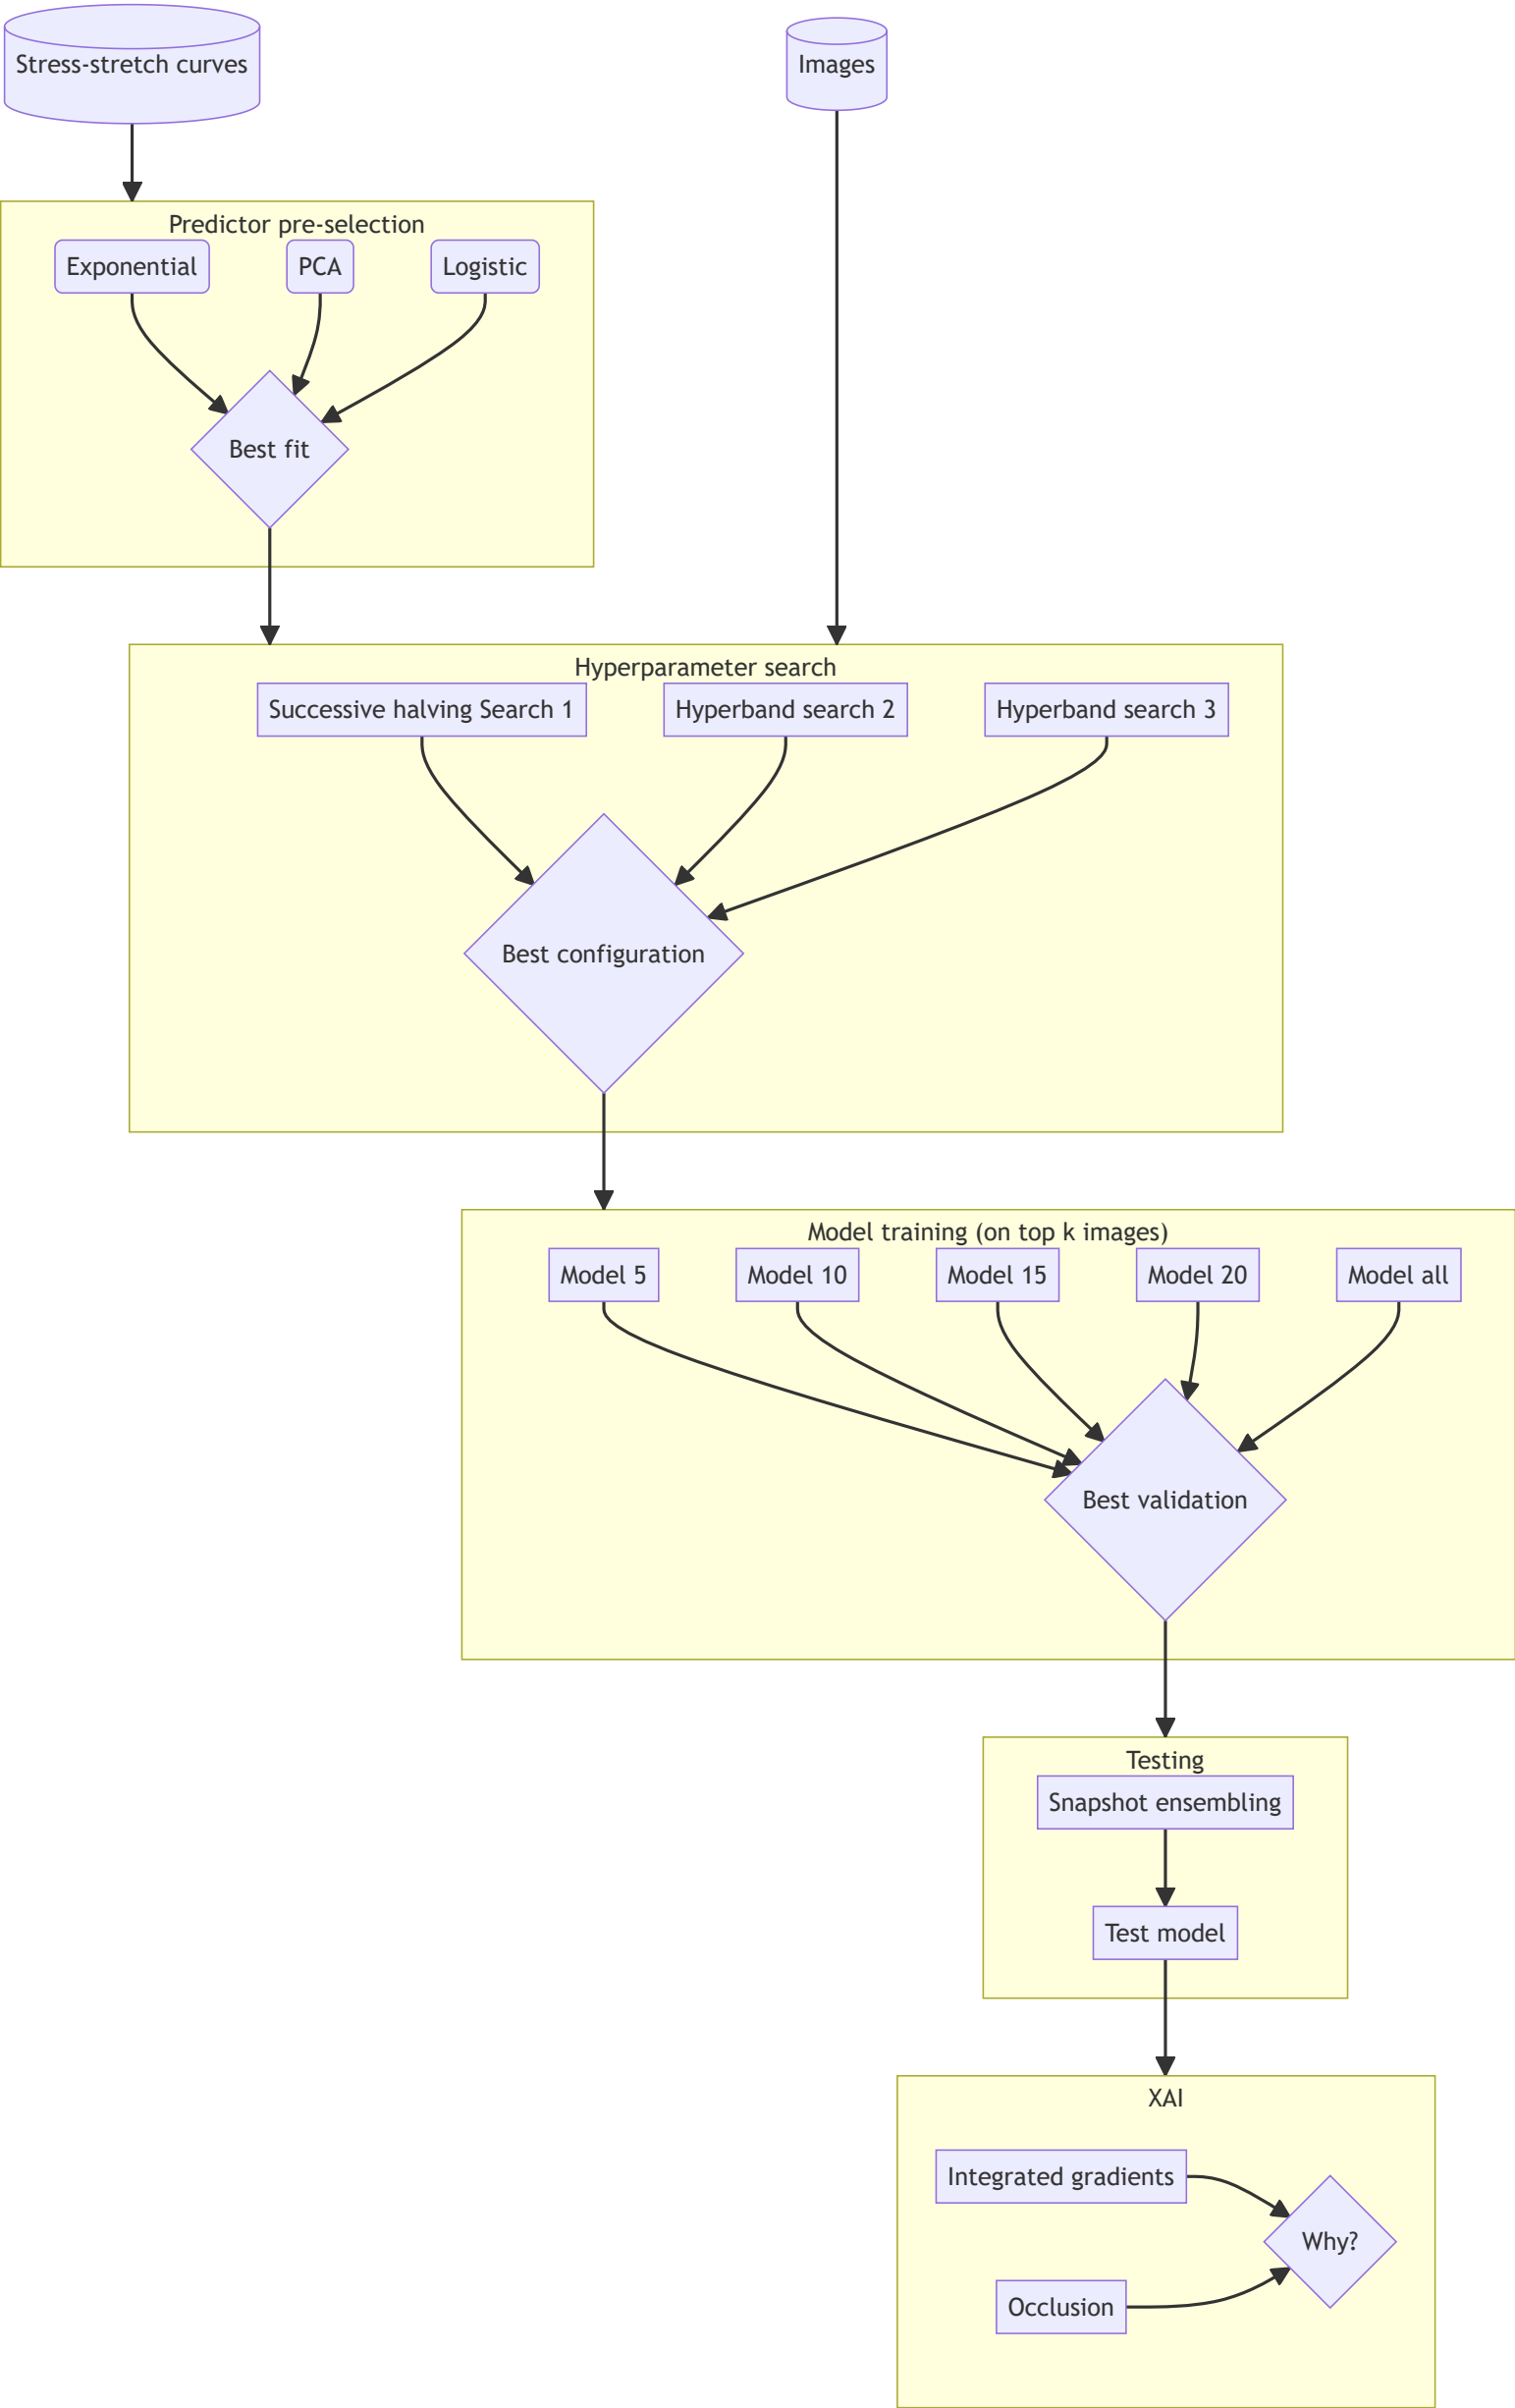 Stress-stretch curves
Images
Predictor pre-selection
Exponential
PCA
Logistic
Best fit
Hyperparameter search
Successive halving Search 1
Hyperband search 2
Hyperband search 3
Best configuration
Model training (on top k images)
Model 5
Model 10
Model 15
Model 20
Model all
Best validation
Testing
Snapshot ensembling
Test model
XAI
Integrated gradients
Why?
Occlusion